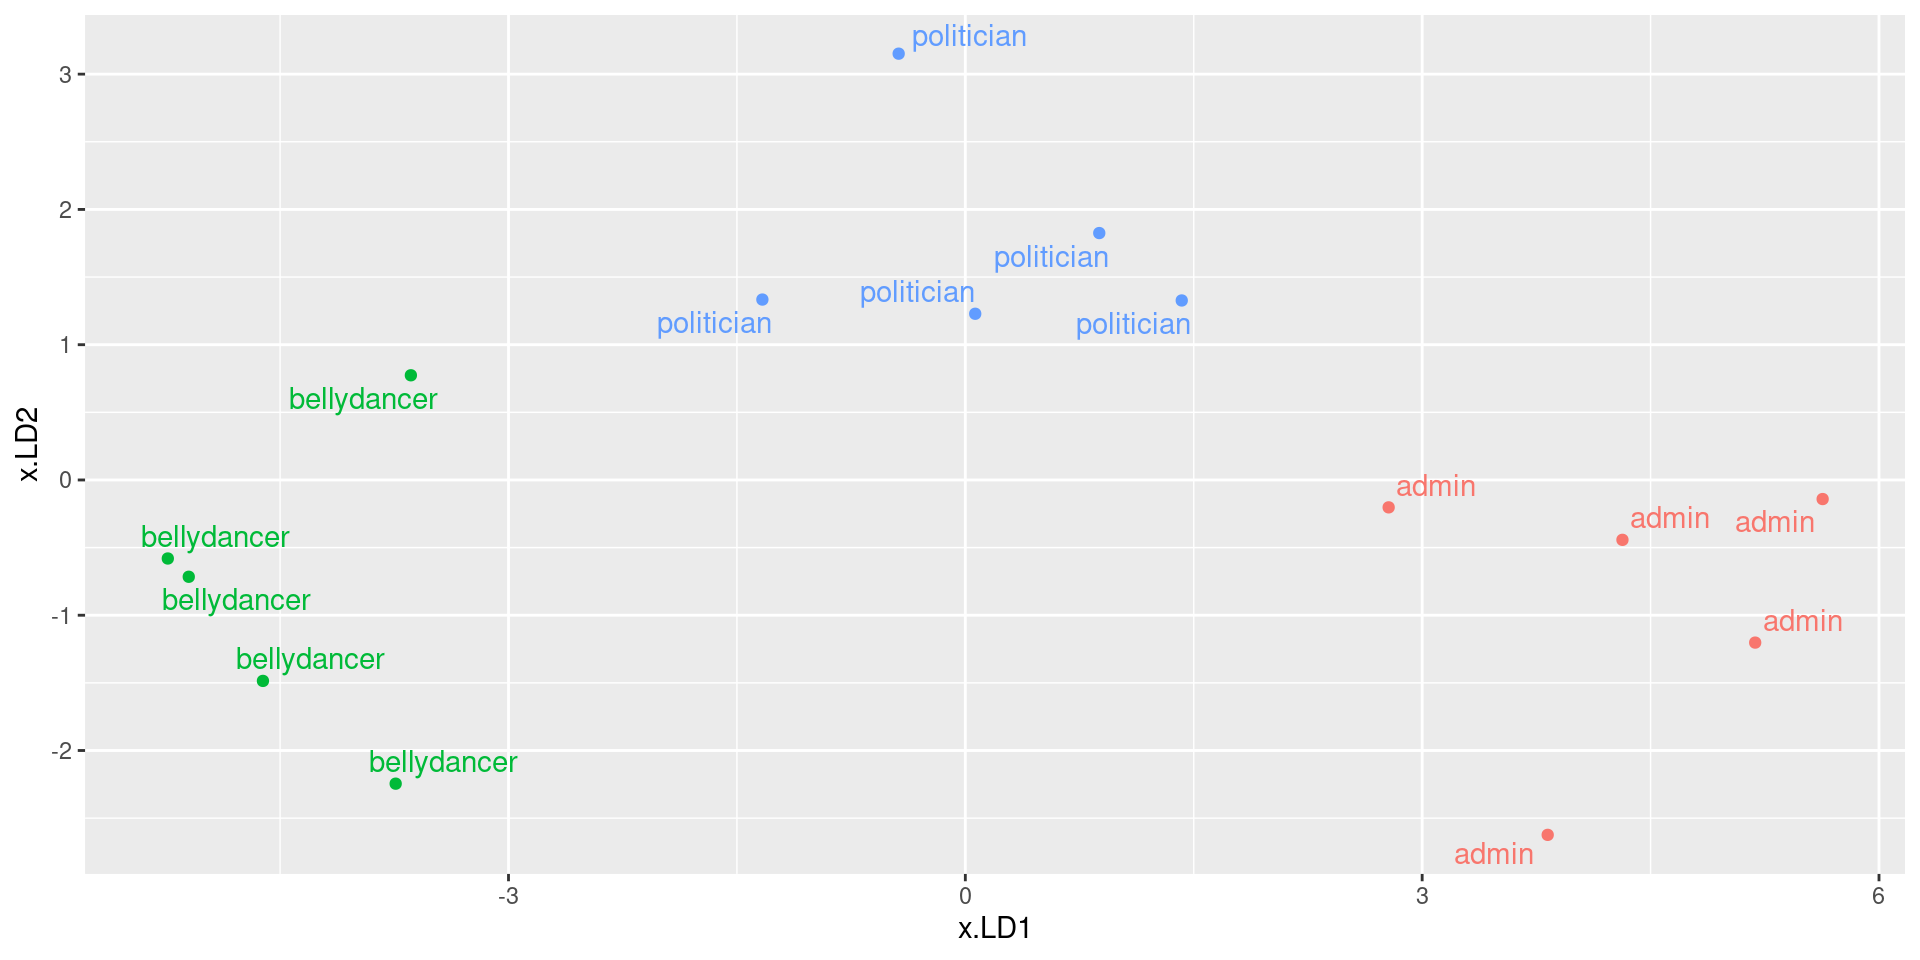 politician
3
2
politician
politician
politician
politician
1
bellydancer
x.LD2
0
admin
admin
admin
bellydancer
bellydancer
-1
admin
bellydancer
-2
bellydancer
admin
-3
0
3
6
x.LD1